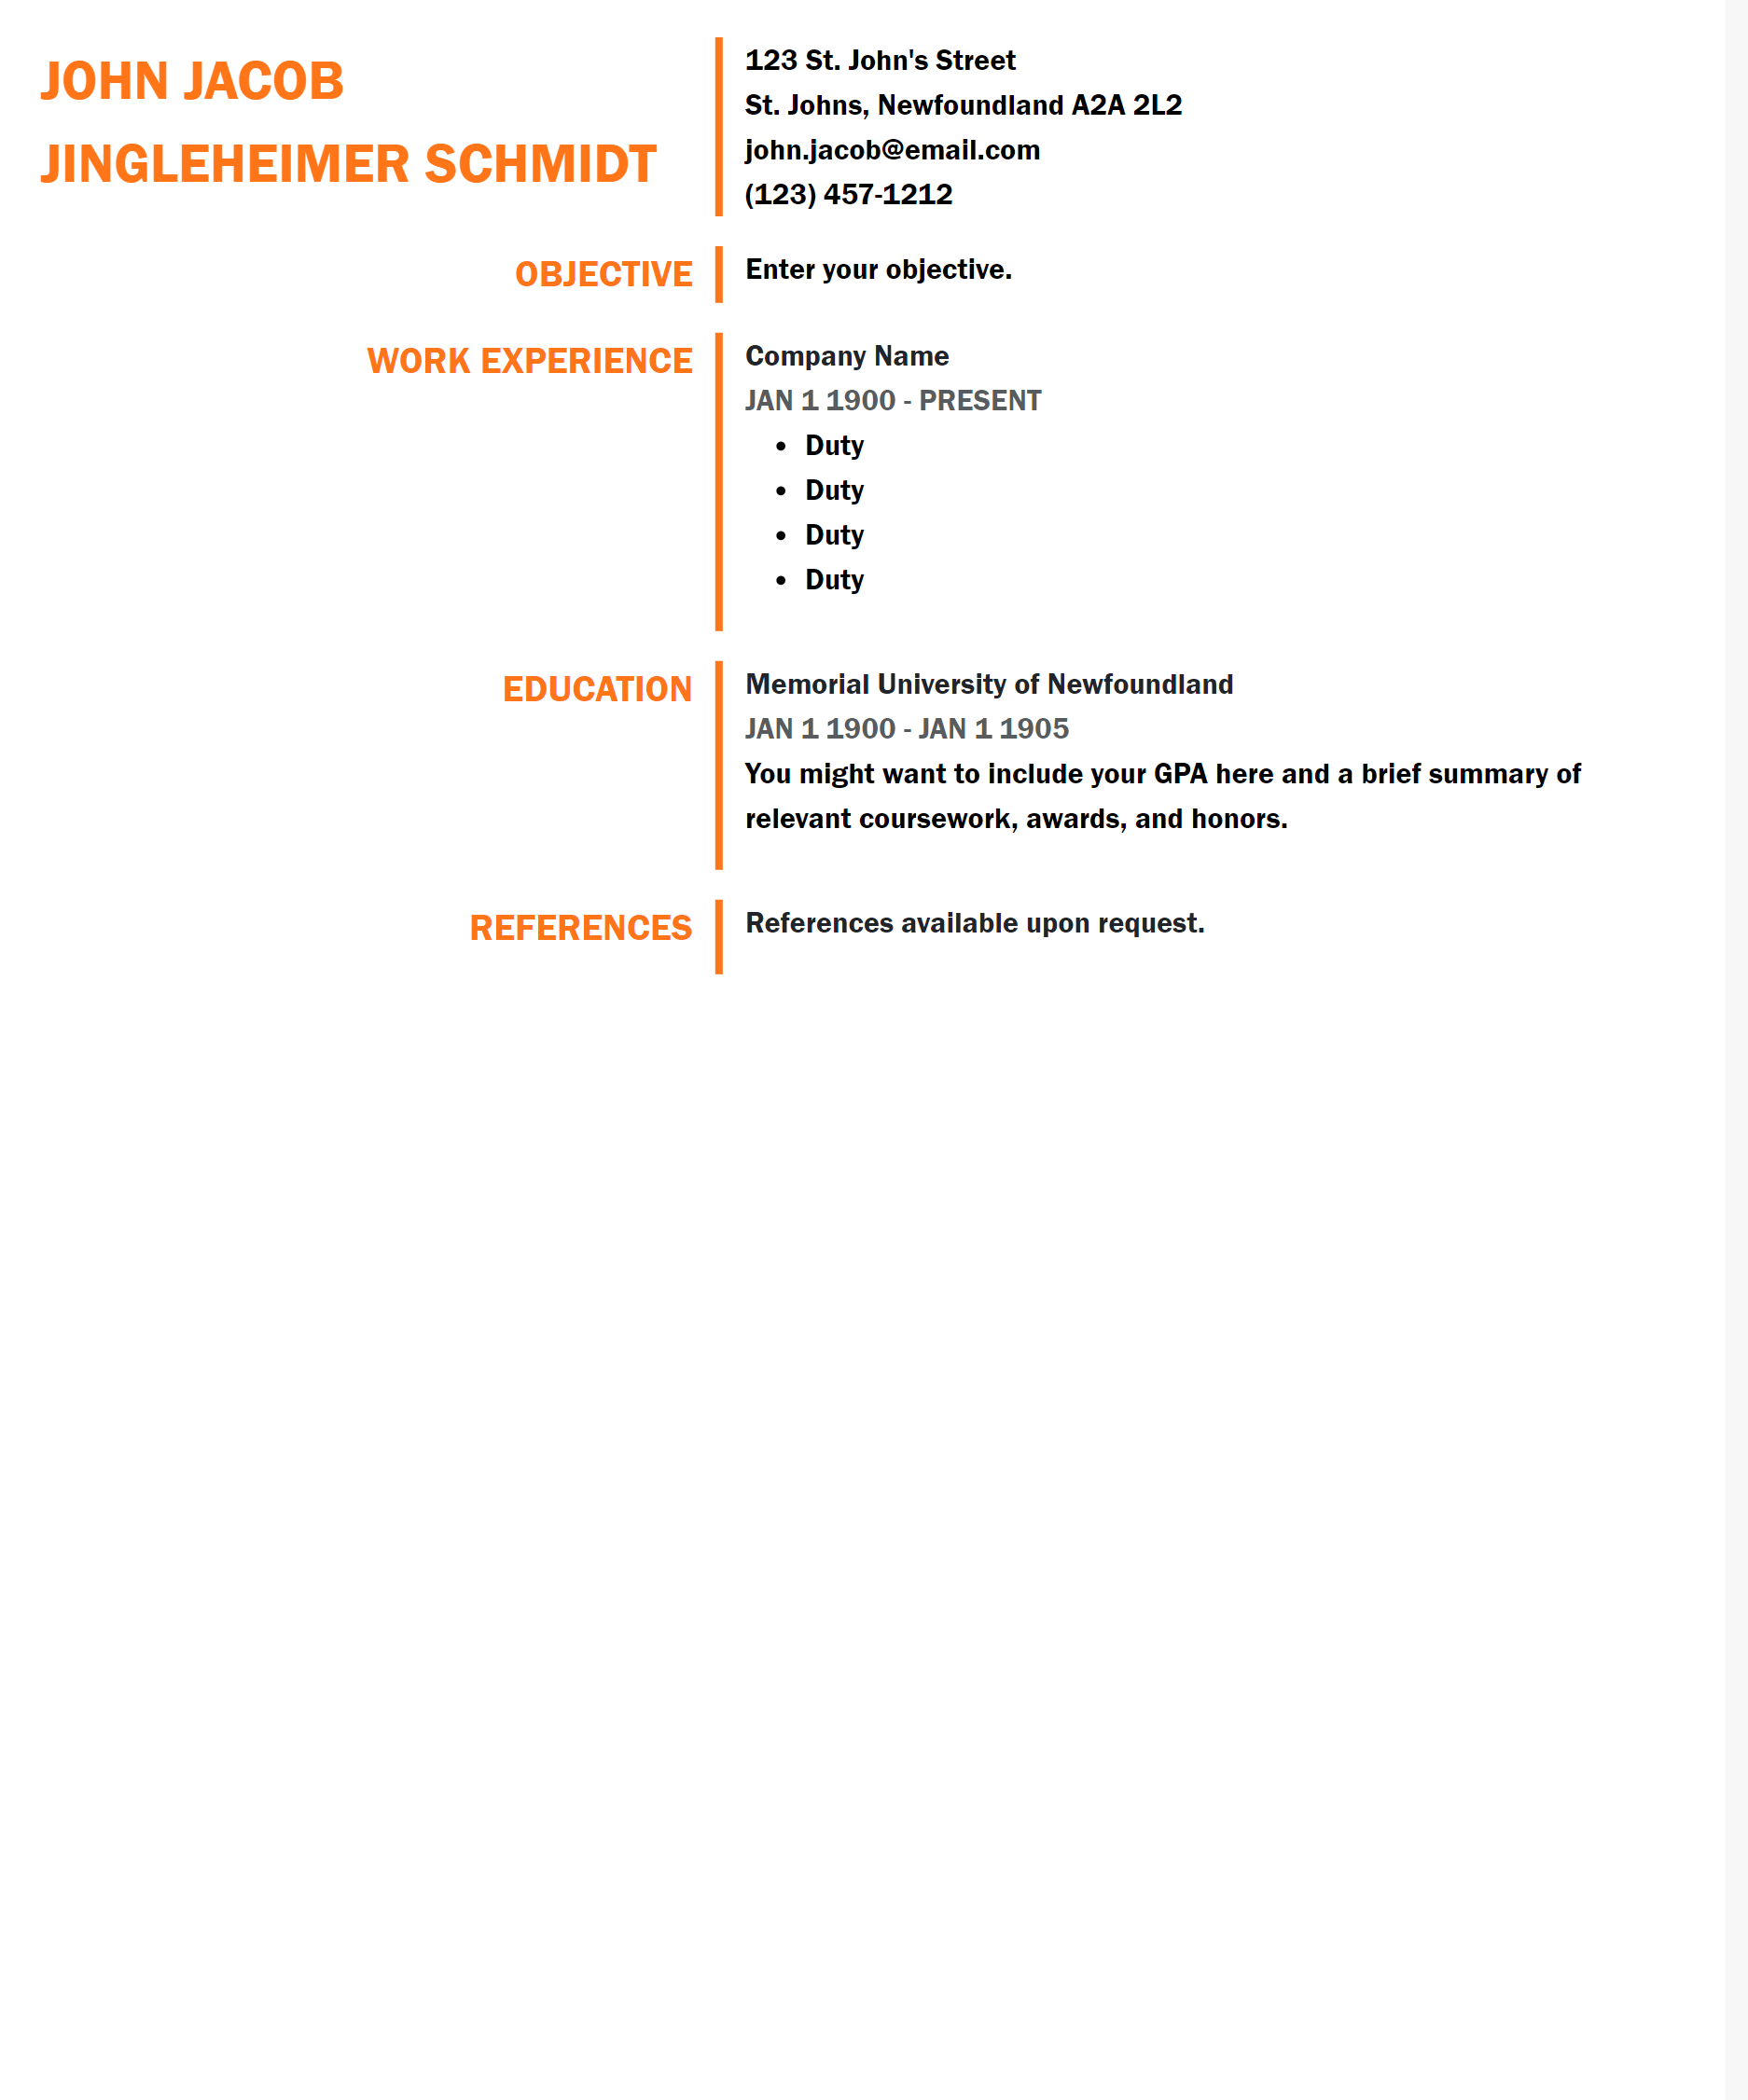 JOHN JACOB
JINGLEHEIMER SCHMIDT
123 St. John's Street
St. Johns, Newfoundland A2A 2L2
john.jacob@email.com
(123) 457-1212
OBJECTIVE
Enter your objective.
WORK EXPERIENCE
Company Name
JAN 1 1900 - PRESENT
• Duty
• Duty
• Duty
• Duty
EDUCATION
Memorial University of Newfoundland
JAN 1 1900 - JAN 1 1905
You might want to include your GPA here and a brief summary of
relevant coursework, awards, and honors.
REFERENCES
References available upon request.